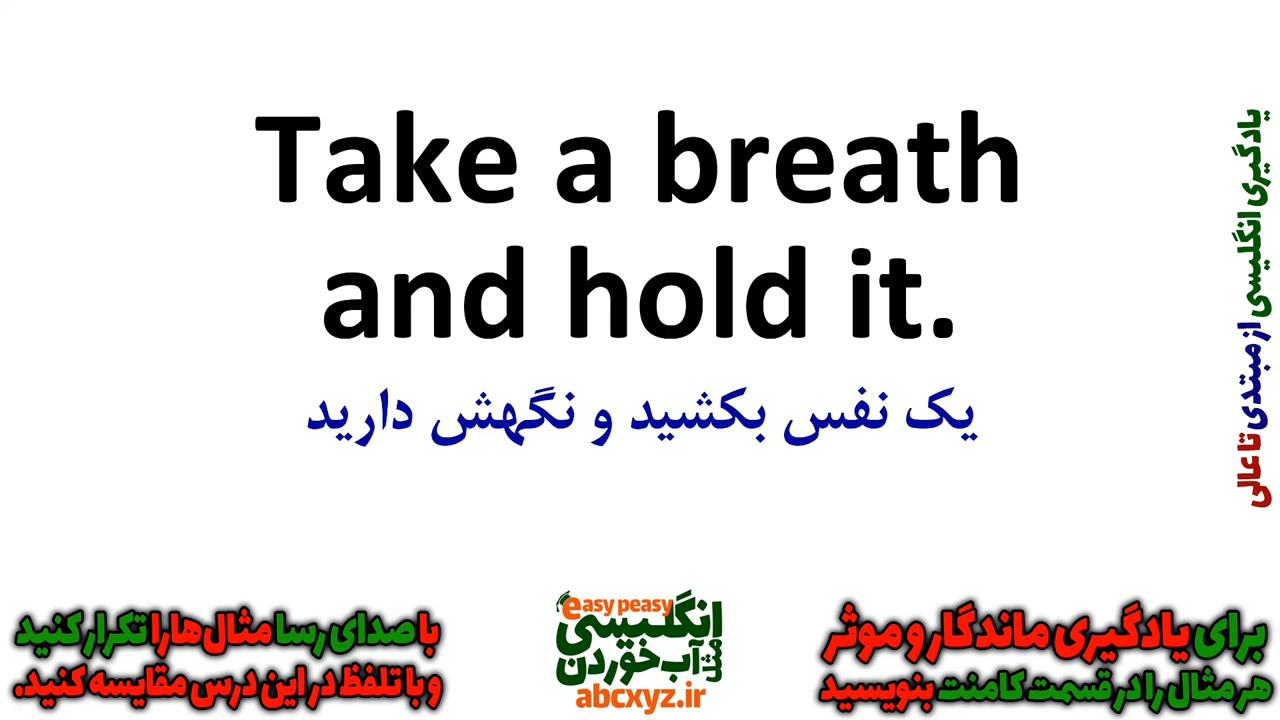 Take a breath
and hold it.
یک نفس بکشید و نگهش دارید
یادگیری انگلیسی از مبتدی تا عالی
با صدای رسا مثال‌ها را تکرار کنید
و با تلفظ در این درس مقایسه کنید.
easy peasy
انگلیسی
مثل
آب خوردن
abcxyz.ir
برای یادگیری ماندگار و موثر
هر مثال را در قسمت کامنت بنویسید